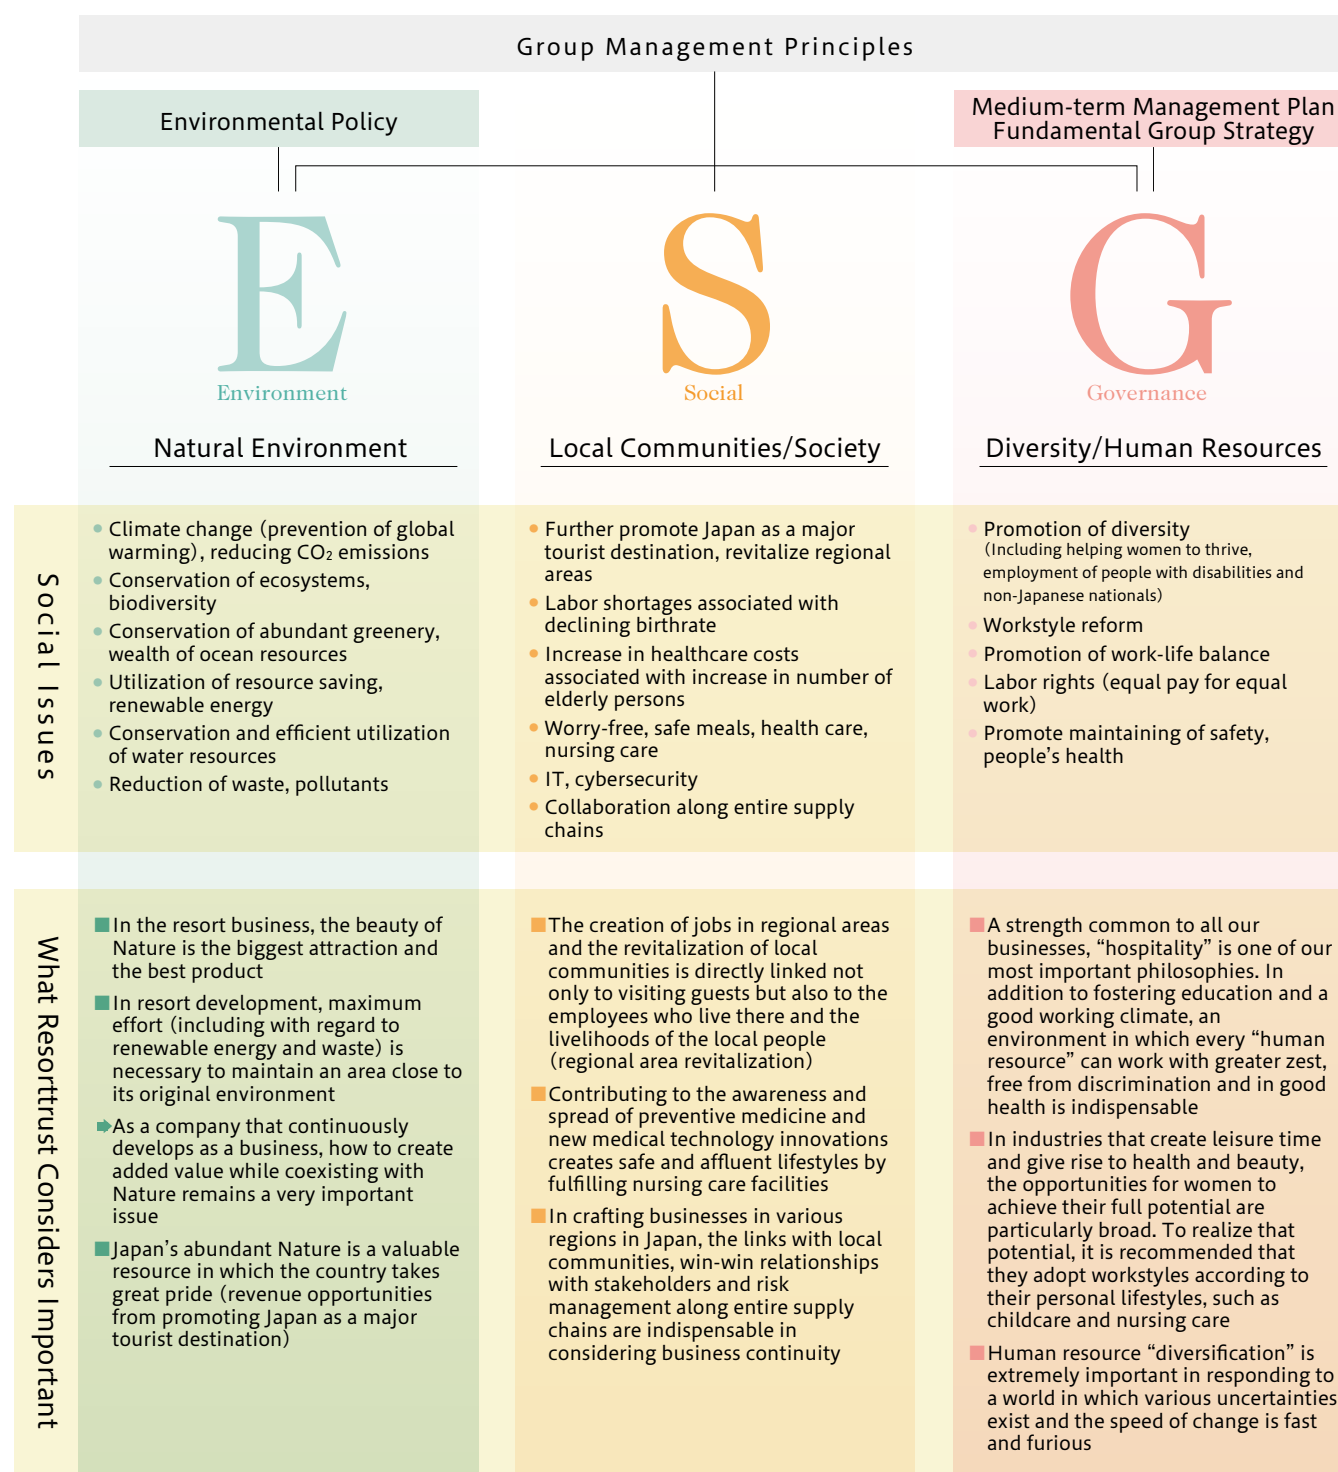 Group Management Principles
Environmental Policy
Medium-term Management Plan
Fundamental Group Strategy
E
Environment
S
Social
G
Governance
Natural Environment
Local Communities/Society
Diversity/Human Resources
Social Issues
• Climate change (prevention of global
warming), reducing CO₂ emissions
• Conservation of ecosystems,
biodiversity
• Conservation of abundant greenery,
wealth of ocean resources
• Utilization of resource saving,
renewable energy
• Conservation and efficient utilization
of water resources
• Reduction of waste, pollutants
• Further promote Japan as a major
tourist destination, revitalize regional
areas
• Labor shortages associated with
declining birthrate
• Increase in healthcare costs
associated with increase in number of
elderly persons
• Worry-free, safe meals, health care,
nursing care
• IT, cybersecurity
• Collaboration along entire supply
chains
• Promotion of diversity
(Including helping women to thrive,
employment of people with disabilities and
non-Japanese nationals)
• Workstyle reform
• Promotion of work-life balance
• Labor rights (equal pay for equal
work)
• Promote maintaining of safety,
people's health
What Resorttrust Considers Important
■ In the resort business, the beauty of
Nature is the biggest attraction and
the best product
■ In resort development, maximum
effort (including with regard to
renewable energy and waste) is
necessary to maintain an area close to
its original environment
➡ As a company that continuously
develops as a business, how to create
added value while coexisting with
Nature remains a very important
issue
■ Japan's abundant Nature is a valuable
resource in which the country takes
great pride (revenue opportunities
from promoting Japan as a major
tourist destination)
■ The creation of jobs in regional areas
and the revitalization of local
communities is directly linked not
only to visiting guests but also to the
employees who live there and the
livelihoods of the local people
(regional area revitalization)
■ Contributing to the awareness and
spread of preventive medicine and
new medical technology innovations
creates safe and affluent lifestyles by
fulfilling nursing care facilities
■ In crafting businesses in various
regions in Japan, the links with local
communities, win-win relationships
with stakeholders and risk
management along entire supply
chains are indispensable in
considering business continuity
■ A strength common to all our
businesses, “hospitality” is one of our
most important philosophies. In
addition to fostering education and a
good working climate, an
environment in which every “human
resource” can work with greater zest,
free from discrimination and in good
health is indispensable
■ In industries that create leisure time
and give rise to health and beauty,
the opportunities for women to
achieve their full potential are
particularly broad. To realize that
potential, it is recommended that
they adopt workstyles according to
their personal lifestyles, such as
childcare and nursing care
■ Human resource “diversification” is
extremely important in responding to
a world in which various uncertainties
exist and the speed of change is fast
and furious